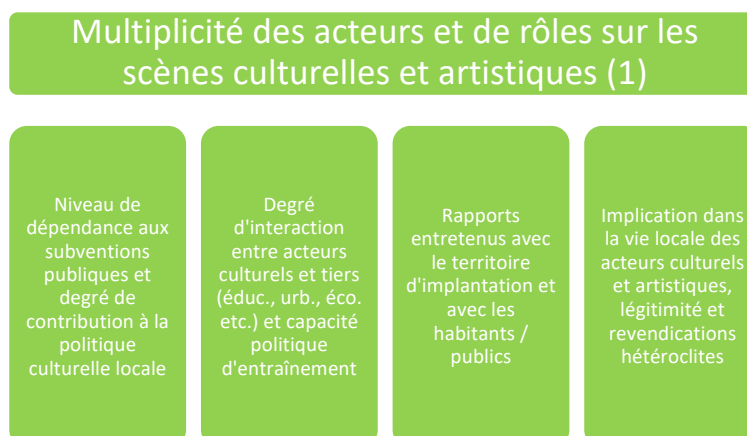 Multiplicité des acteurs et de rôles sur les
scènes culturelles et artistiques (1)
Niveau de
dépendance aux
subventions
publiques et
degré de
contribution à la
politique
culturelle locale
Degré
d'interaction
entre acteurs
culturels et tiers
(éduc., urb., éco.
etc.) et capacité
politique
d'entraînement
Rapports
entretenus avec
le territoire
d'implantation et
avec les
habitants /
publics
Implication dans
la vie locale des
acteurs culturels
et artistiques,
légitimité et
revendications
hétéroclites